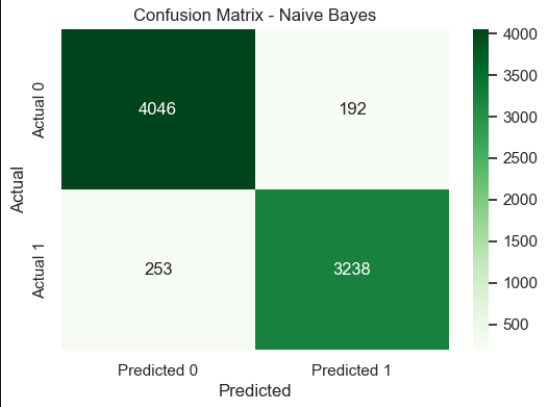 Confusion Matrix - Naive Bayes
4000
3500
3000
2500
2000
1500
1000
500
Actual
Actual 0
4046 192
Actual 1
253 3238
Predicted 0 Predicted 1
Predicted